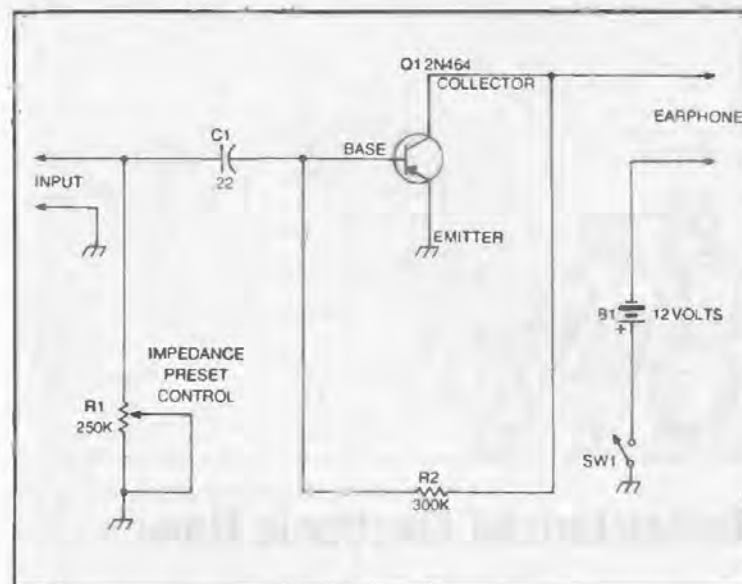 Q1 2N464
COLLECTOR
C1
EARPHONE
BASE
INPUT
.22
EMITTER
B1 12 VOLTS
+
IMPEDANCE
PRESET
CONTROL
R1
250K
SW1
R2
300K